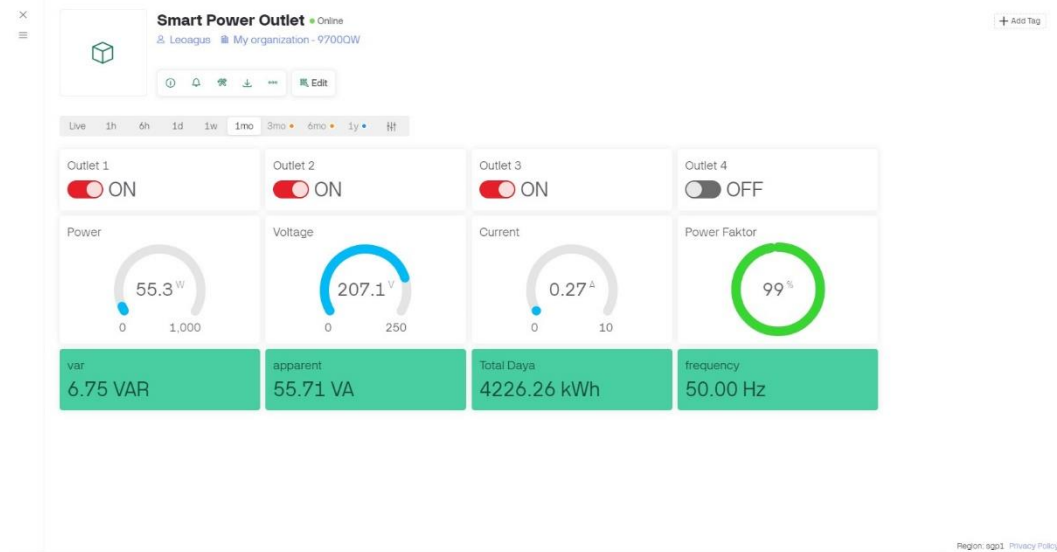 Smart Power Outlet • Online
Leoagus My organization - 9700QW
+ Add Tag
Edit
Live 1h 6h 1d 1w 1mo 3mo • 6mo • 1y •
Outlet 1
ON
Outlet 2
ON
Outlet 3
ON
Outlet 4
OFF
Power
55.3 W
0 1,000
Voltage
207.1 V
0 250
Current
0.27 A
0 10
Power Faktor
99 %
var
6.75 VAR
apparent
55.71 VA
Total Daya
4226.26 kWh
frequency
50.00 Hz
Region: sgp1 Privacy Policy